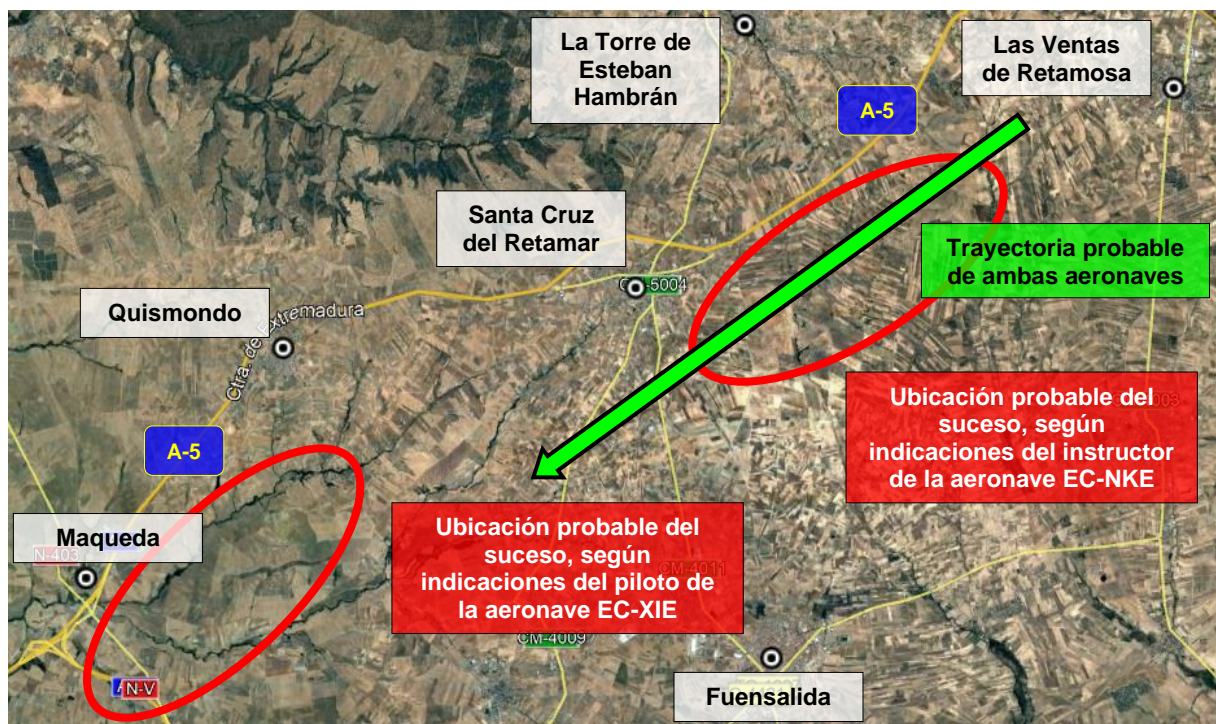 La Torre de
Esteban
Hambrán
Las Ventas
de Retamosa
A-5
Santa Cruz
del Retamar
Trayectoria probable
de ambas aeronaves
CM-5004
Quismondo
Ctra. de Extremadura
Ubicación probable del
suceso, según
indicaciones del instructor
de la aeronave EC-NKE
A-5
Ubicación probable del
suceso, según
indicaciones del piloto de
la aeronave EC-XIE
Maqueda
N-403
CM-4011
CM-4009
N-V
Fuensalida